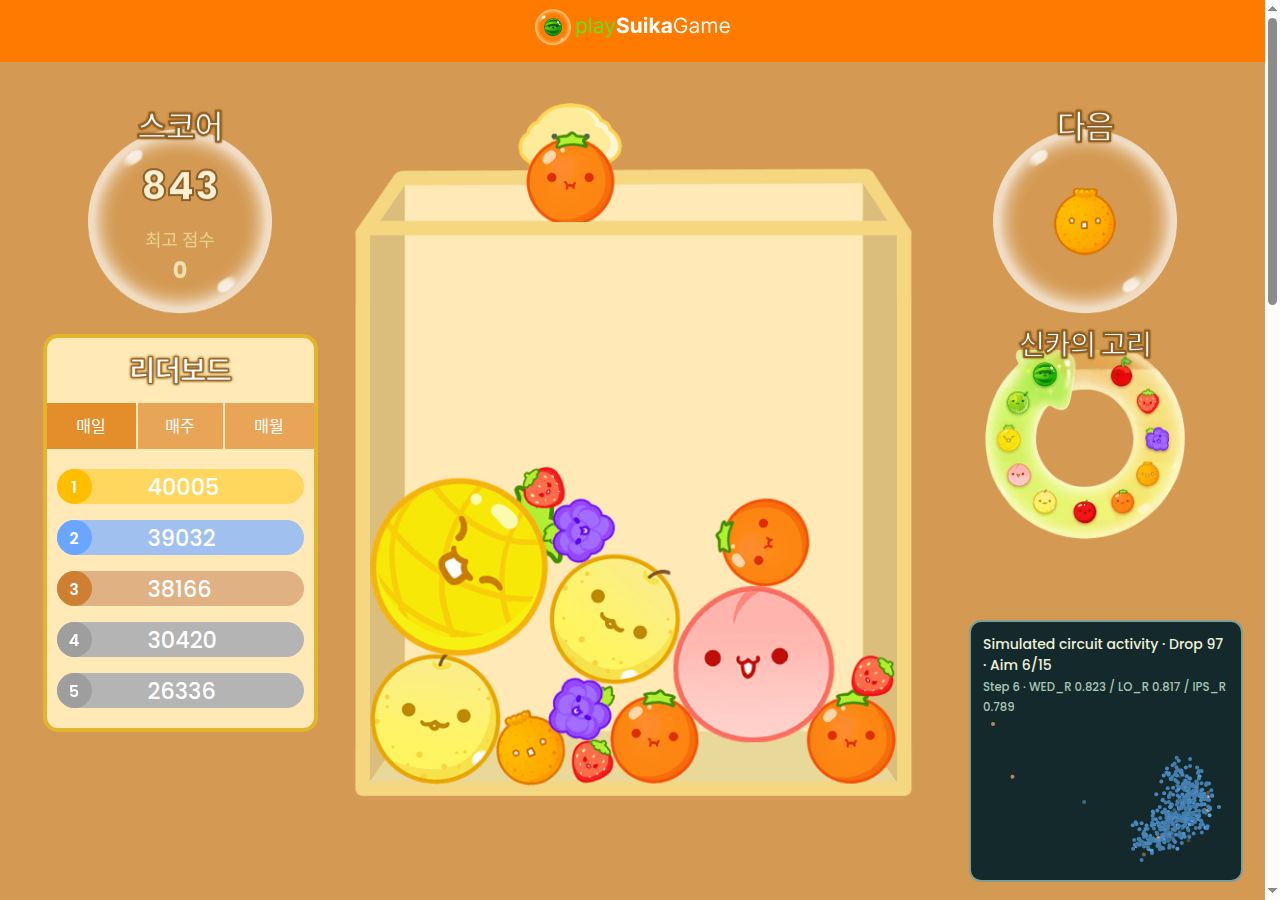 playSuikaGame
스코어
843
최고 점수
0
리더보드
매일 매주 매월
1 40005
2 39032
3 38166
4 30420
5 26336
다음
신카의 고리
Simulated circuit activity · Drop 97
· Aim 6/15
Step 6 · WED_R 0.823 / LO_R 0.817 / IPS_R
0.789